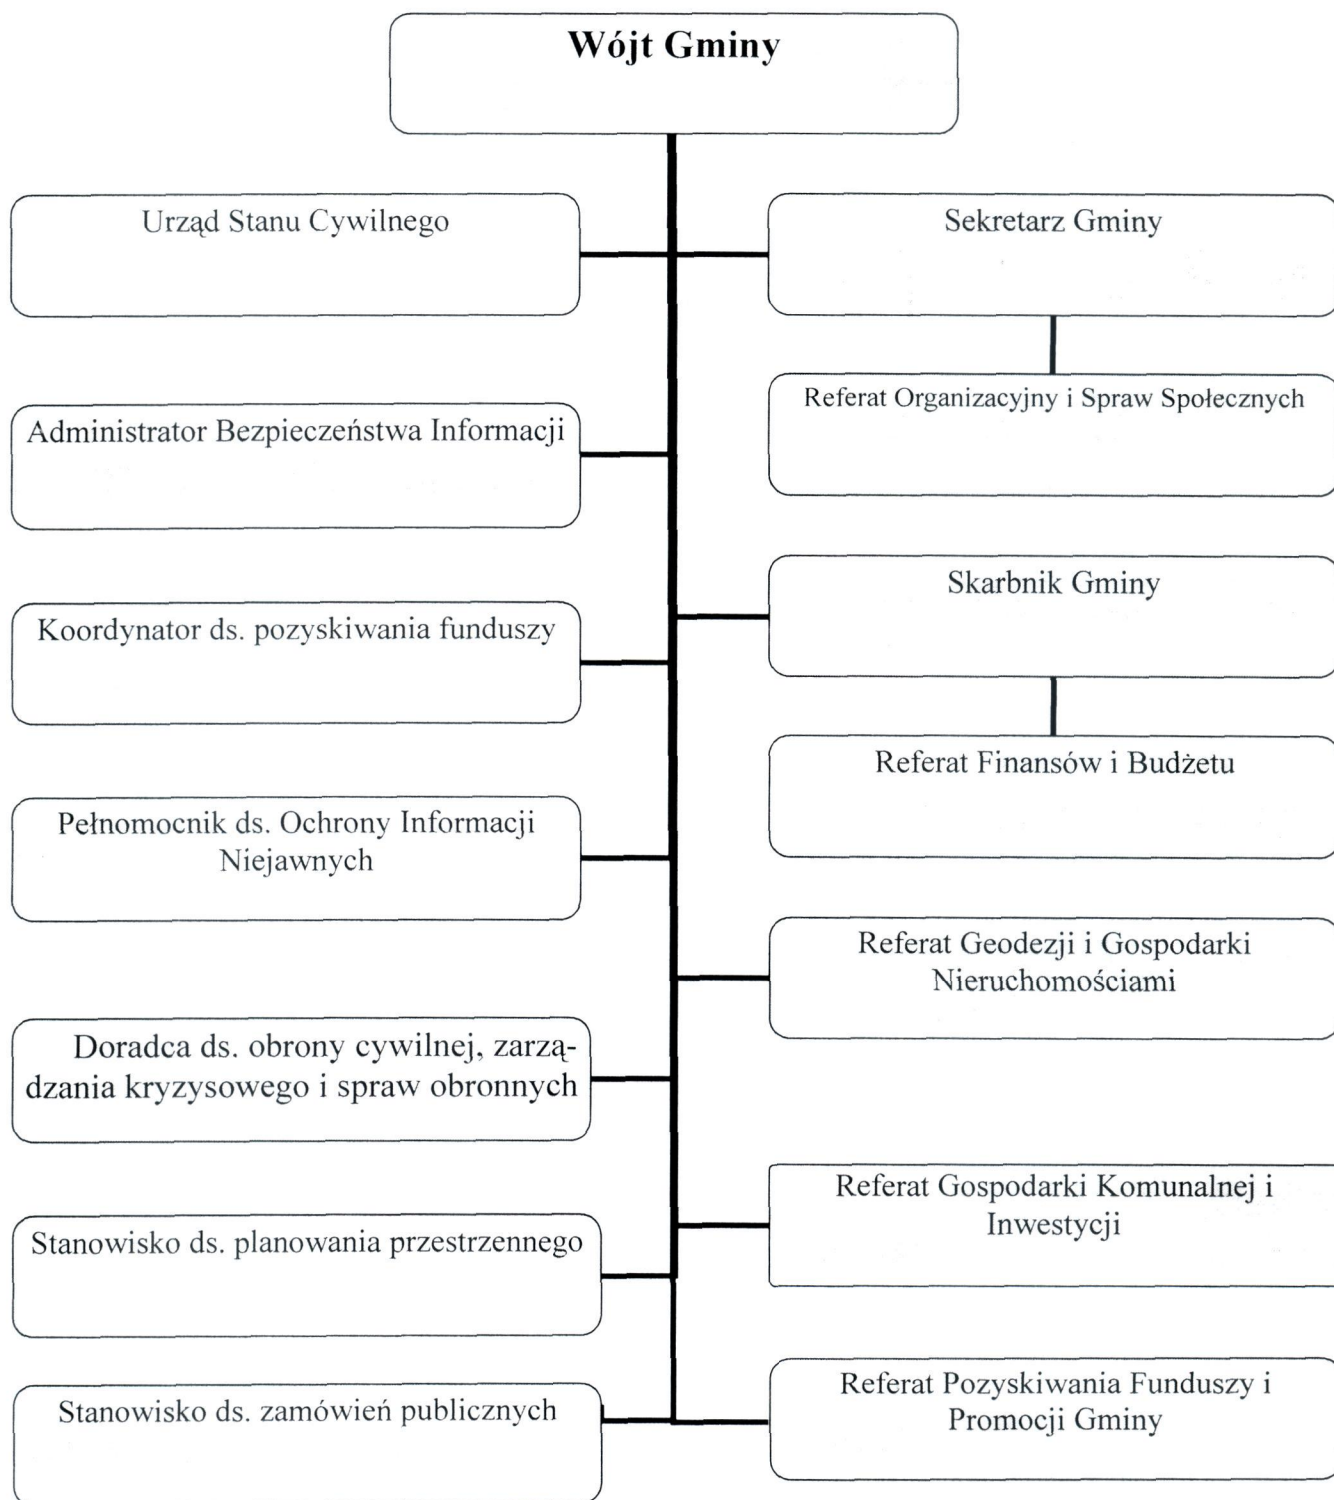 Wójt Gminy
Urząd Stanu Cywilnego
Sekretarz Gminy
Referat Organizacyjny i Spraw Społecznych
Administrator Bezpieczeństwa Informacji
Skarbnik Gminy
Koordynator ds. pozyskiwania funduszy
Referat Finansów i Budżetu
Pełnomocnik ds. Ochrony Informacji
Niejawnych
Referat Geodezji i Gospodarki
Nieruchomościami
Doradca ds. obrony cywilnej, zarzą-
dzania kryzysowego i spraw obronnych
Referat Gospodarki Komunalnej i
Inwestycji
Stanowisko ds. planowania przestrzennego
Referat Pozyskiwania Funduszy i
Promocji Gminy
Stanowisko ds. zamówień publicznych